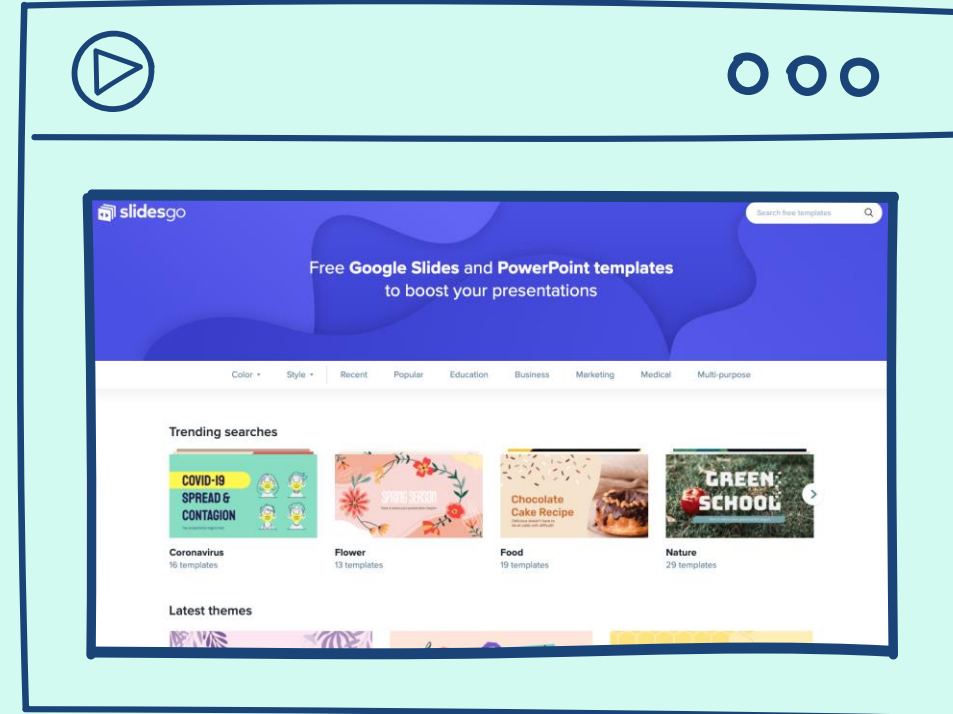 slidesgo
Search free templates
Free Google Slides and PowerPoint templates
to boost your presentations
Color Style Recent Popular Education Business Marketing Medical Multi-purpose
Trending searches
COVID-19
SPREAD &
CONTAGION
SPRING SEASON
Chocolate
Cake Recipe
GREEN
SCHOOL
Coronavirus Flower Food Nature
16 templates 13 templates 19 templates 29 templates
Latest themes